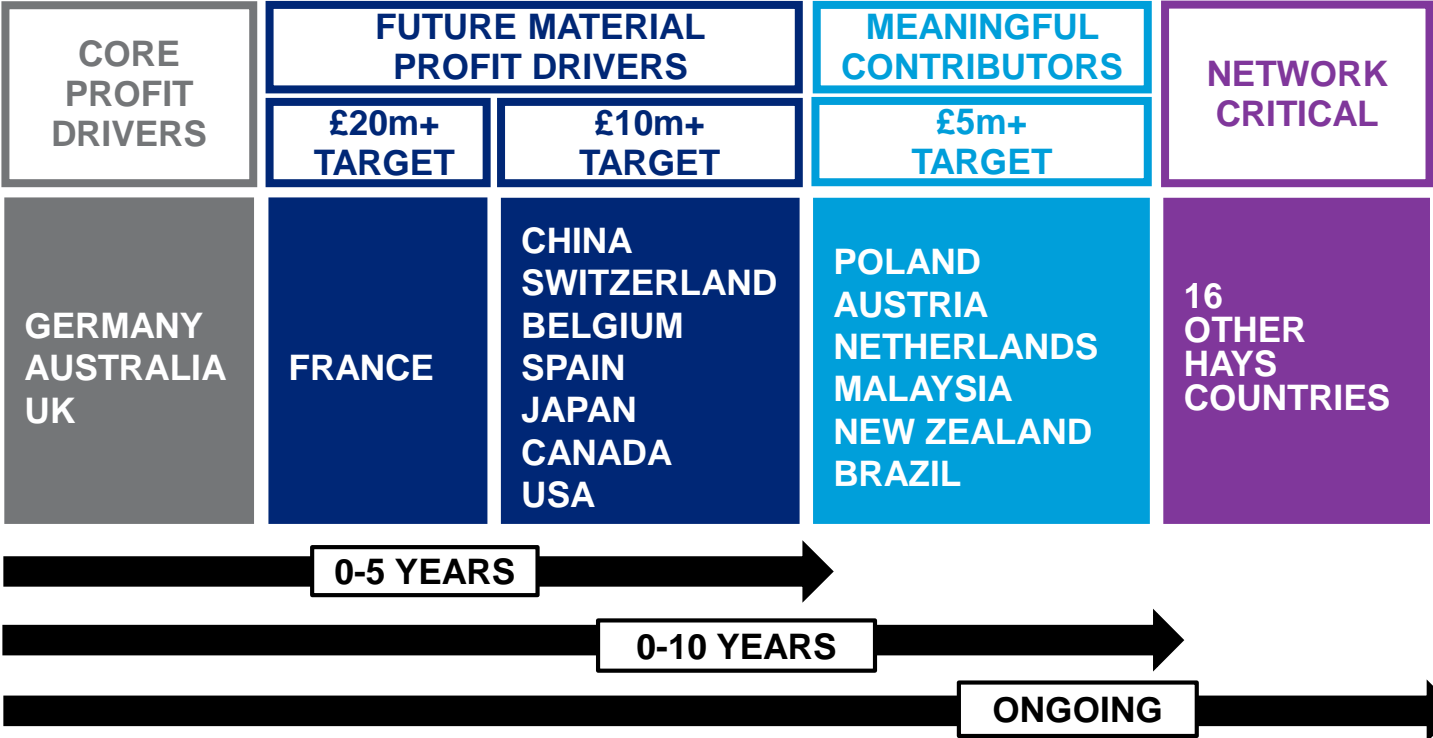 CORE
PROFIT
DRIVERS
FUTURE MATERIAL
PROFIT DRIVERS
£20m+
TARGET
£10m+
TARGET
MEANINGFUL
CONTRIBUTORS
£5m+
TARGET
NETWORK
CRITICAL
GERMANY
AUSTRALIA
UK
FRANCE
CHINA
SWITZERLAND
BELGIUM
SPAIN
JAPAN
CANADA
USA
POLAND
AUSTRIA
NETHERLANDS
MALAYSIA
NEW ZEALAND
BRAZIL
16
OTHER
HAYS
COUNTRIES
0-5 YEARS
0-10 YEARS
ONGOING